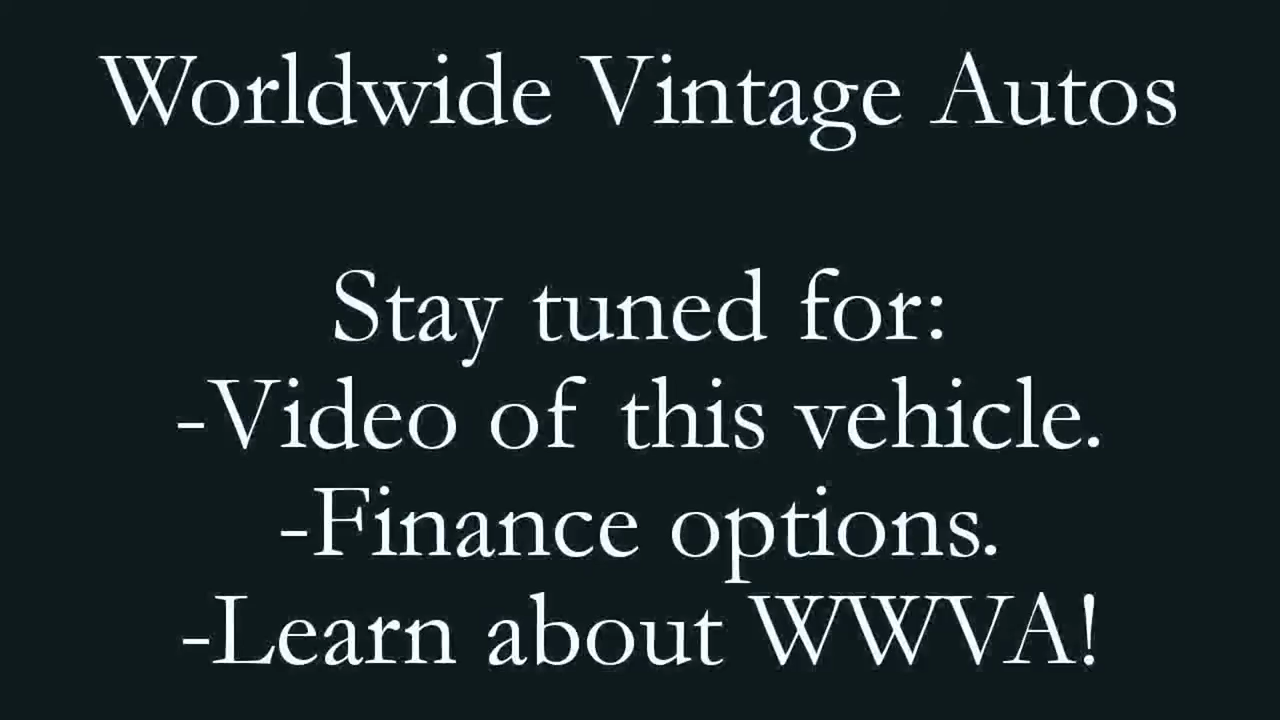 Worldwide Vintage Autos
Stay tuned for:
-Video of this vehicle.
-Finance options.
-Learn about WWVA!